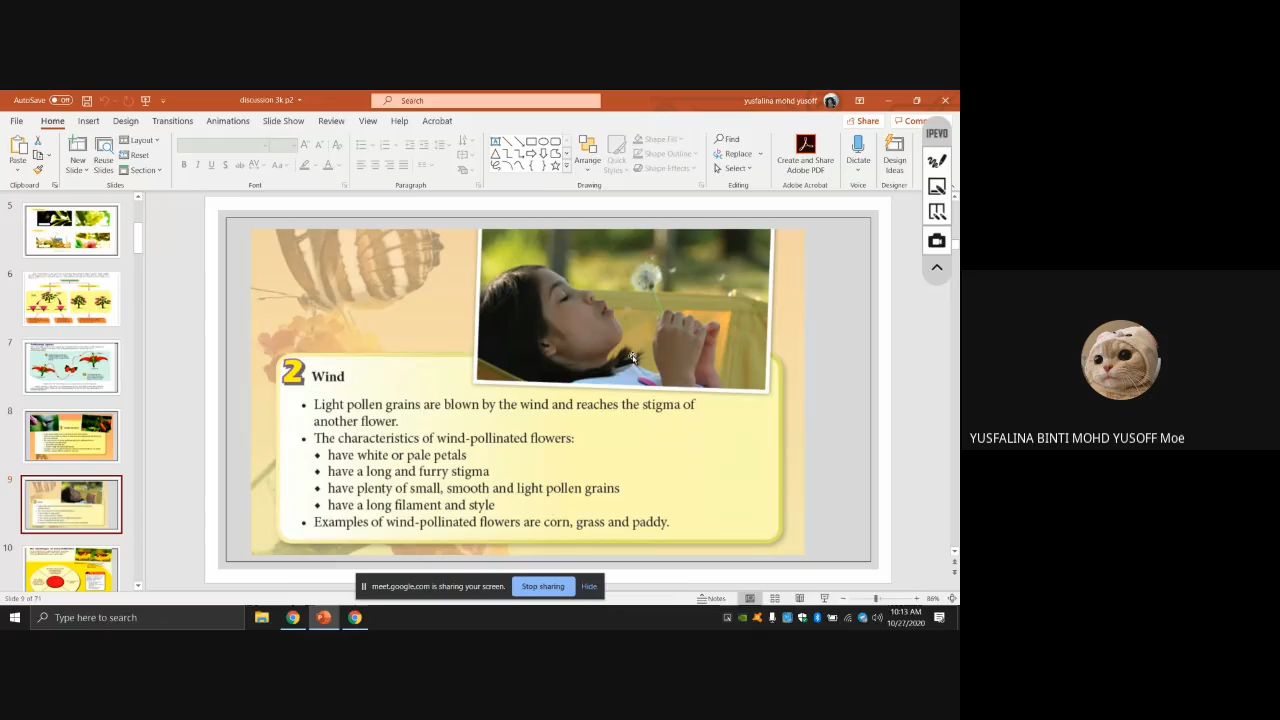 AutoSave Off
discussion 3k p2
Search
yusfalina mohd yusoff
File Home Insert Design Transitions Animations Slide Show Review View Help Acrobat
Share
IPEVO
Paste
New Slide
Reuse Slides
Layout
Reset
Section
Arrange
Quick Styles
Shape Fill
Shape Outline
Shape Effects
Find
Replace
Select
Create and Share Adobe PDF
Dictate
Design Ideas
Clipboard
Slides
Font
Paragraph
Drawing
Editing
Adobe Acrobat
Voice
Designer
5
6
7
8
9
10
2 Wind
• Light pollen grains are blown by the wind and reaches the stigma of
another flower.
• The characteristics of wind-pollinated flowers:
◆ have white or pale petals
◆ have a long and furry stigma
◆ have plenty of small, smooth and light pollen grains
◆ have a long filament and style
• Examples of wind-pollinated flowers are corn, grass and paddy.
YUSFALINA BINTI MOHD YUSOFF Moe
meet.google.com is sharing your screen. Stop sharing Hide
Slide 9 of 71
Notes
86%
Type here to search
10:13 AM
10/27/2020